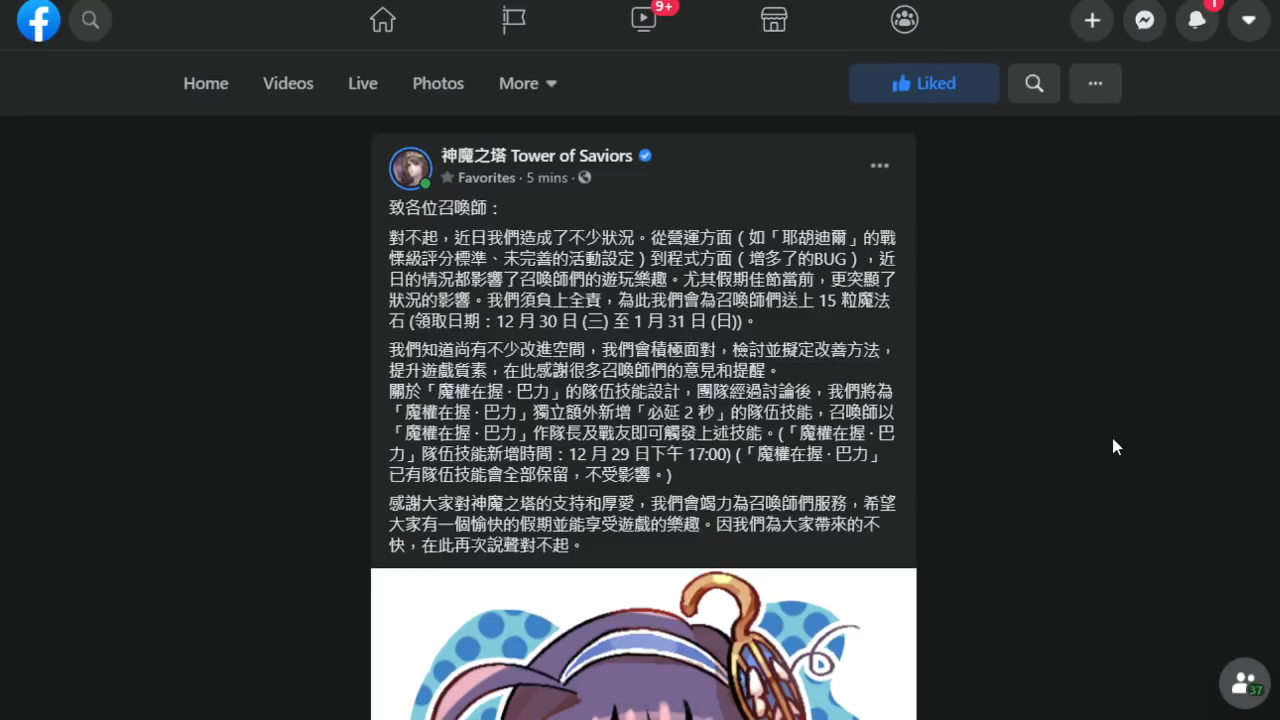 9+
1
Home Videos Live Photos More Liked
神魔之塔 Tower of Saviors
Favorites · 5 mins ·
致各位召喚師：
對不起，近日我們造成了不少狀況。從營運方面（如「耶胡迪爾」的戰
慄級評分標準、未完善的活動設定）到程式方面（增多了的BUG），近
日的情況都影響了召喚師們的遊玩樂趣。尤其假期佳節當前，更突顯了
狀況的影響。我們須負上全責，為此我們會為召喚師們送上 15 粒魔法
石 (領取日期：12 月 30 日 (三) 至 1 月 31 日 (日))。
我們知道尚有不少改進空間，我們會積極面對，檢討並擬定改善方法，
提升遊戲質素，在此感謝很多召喚師們的意見和提醒。
關於「魔權在握 · 巴力」的隊伍技能設計，團隊經過討論後，我們將為
「魔權在握 · 巴力」獨立額外新增「必延 2 秒」的隊伍技能，召喚師以
「魔權在握 · 巴力」作隊長及戰友即可觸發上述技能。(「魔權在握 · 巴
力」隊伍技能新增時間：12 月 29 日下午 17:00) (「魔權在握 · 巴力」
已有隊伍技能會全部保留，不受影響。)
感謝大家對神魔之塔的支持和厚愛，我們會竭力為召喚師們服務，希望
大家有一個愉快的假期並能享受遊戲的樂趣。因我們為大家帶來的不
快，在此再次說聲對不起。
37